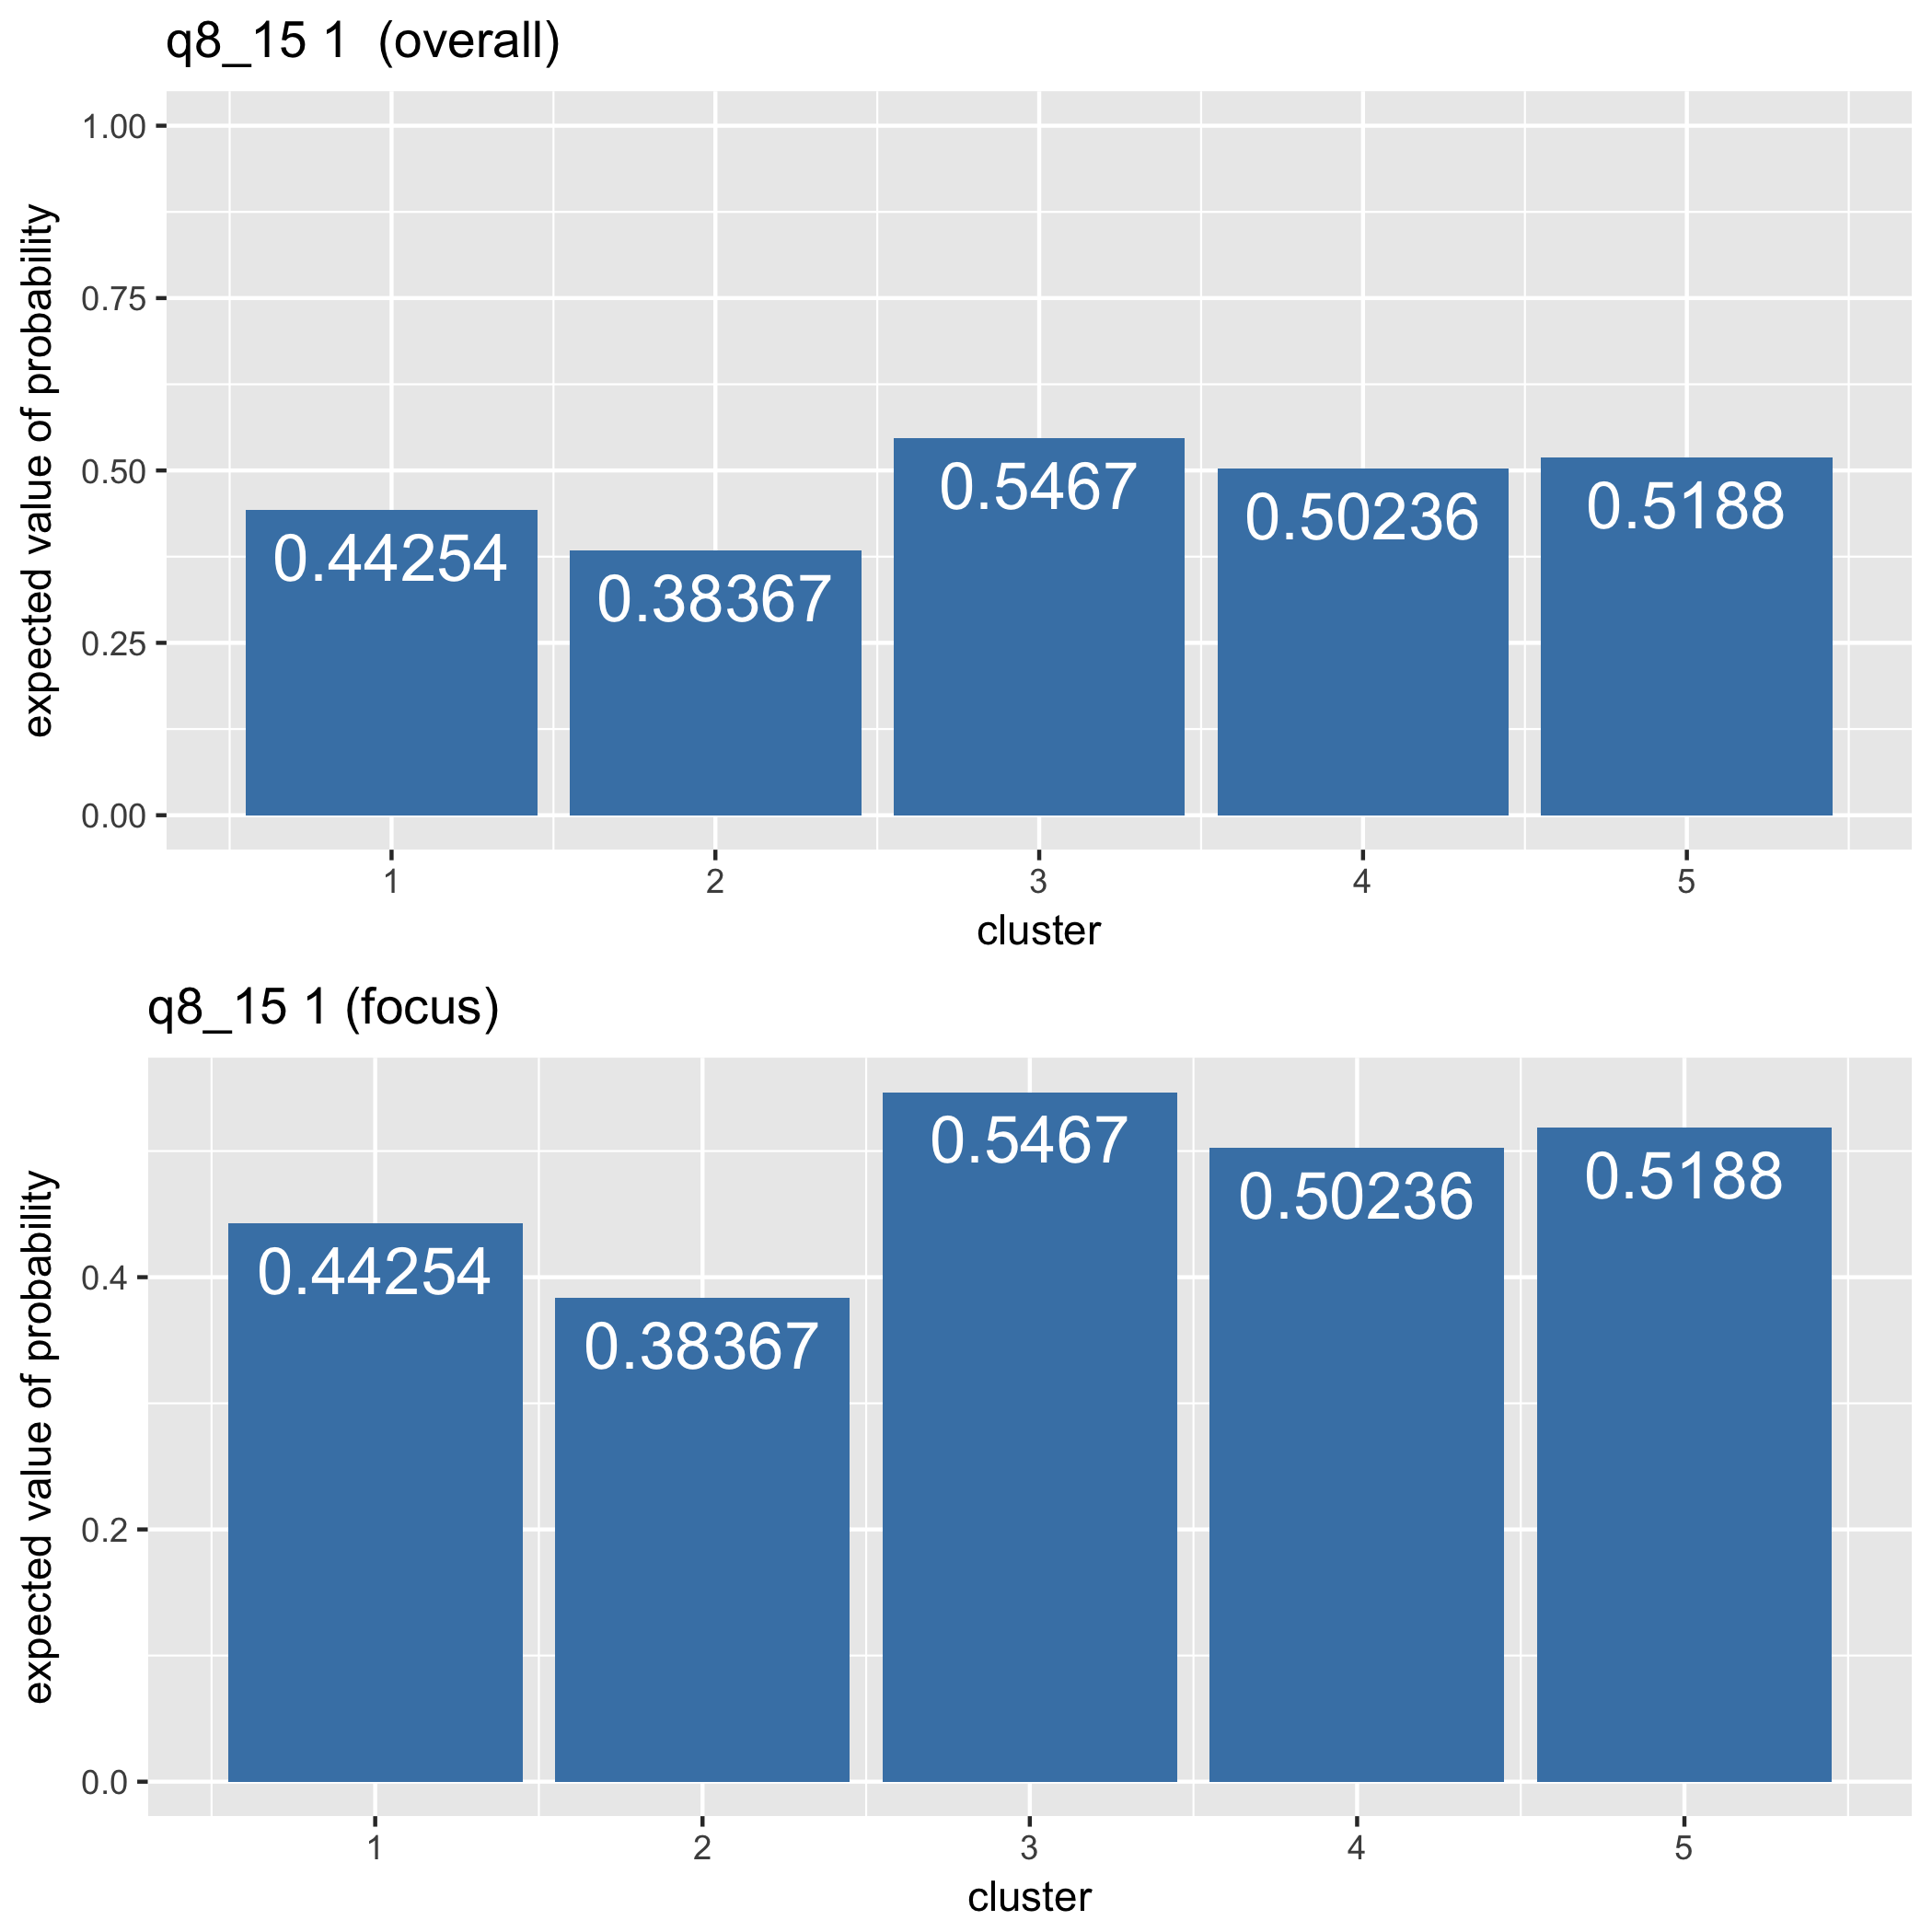 q8_15 1  (overall)
expected value of probability
1.00
0.75
0.50
0.25
0.00
0.44254
0.38367
0.5467
0.50236
0.5188
1 2 3 4 5
cluster
q8_15 1 (focus)
expected value of probability
0.4
0.2
0.0
0.44254
0.38367
0.5467
0.50236
0.5188
1 2 3 4 5
cluster